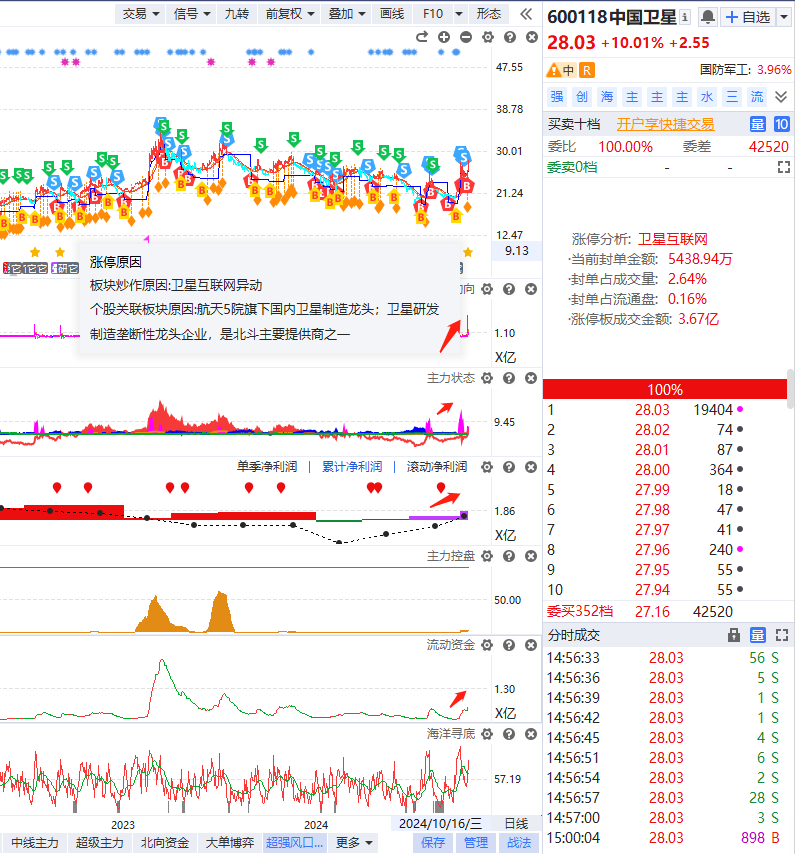 交易 信号 九转 前复权 叠加 画线 F10 形态
47.55
38.78
30.01
21.24
12.47
9.13
涨停原因
板块炒作原因:卫星互联网异动
个股关联板块原因:航天5院旗下国内卫星制造龙头；卫星研发
制造垄断性龙头企业，是北斗主要提供商之一
向
1.10
X亿
主力状态
9.45
单季净利润 | 累计净利润 | 滚动净利润
1.86
X亿
主力控盘
50.00
流动资金
1.30
X亿
海洋寻底
57.19
2023 2024 2024/10/16/三 日线
中线主力 超级主力 北向资金 大单博弈 超强风口... 更多 保存 管理 战法
600118中国卫星 自选
28.03 +10.01% +2.55
中 R 国防军工: 3.96%
强 创 海 主 主 主 水 三 流
买卖十档 开户享快捷交易 量 10
委比 100.00% 委差 42520
委卖0档 - -
涨停分析: 卫星互联网
·当前封单金额: 5438.94万
·封单占成交量: 2.64%
·封单占流通盘: 0.16%
·涨停板成交金额: 3.67亿
100%
1 28.03 19404
2 28.02 74
3 28.01 87
4 28.00 364
5 27.99 18
6 27.98 47
7 27.97 41
8 27.96 240
9 27.95 55
10 27.94 55
委买352档 27.16 42520
分时成交 量
14:56:33 28.03 56 S
14:56:36 28.03 5 S
14:56:39 28.03 1 S
14:56:42 28.03 1 S
14:56:45 28.03 4 S
14:56:51 28.03 6 S
14:56:54 28.03 2 S
14:56:57 28.03 28 S
14:57:00 28.03 3 S
15:00:04 28.03 898 B